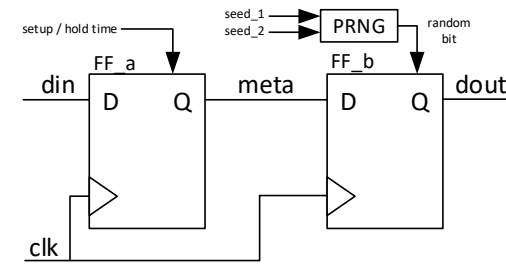 seed_1
seed_2
PRNG
random
bit
setup / hold time
FF_a
FF_b
din
D
Q
meta
D
Q
dout
clk